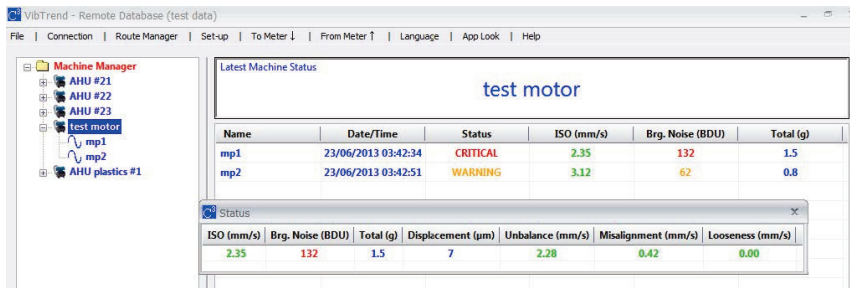 VibTrend - Remote Database (test data)
File | Connection | Route Manager | Set-up | To Meter ↓ | From Meter ↑ | Language | App Look | Help
Machine Manager
AHU #21
AHU #22
AHU #23
test motor
mp1
mp2
AHU plastics #1
Latest Machine Status
test motor
Name Date/Time Status ISO (mm/s) Brg. Noise (BDU) Total (g)
mp1 23/06/2013 03:42:34 CRITICAL 2.35 132 1.5
mp2 23/06/2013 03:42:51 WARNING 3.12 62 0.8
Status
ISO (mm/s) Brg. Noise (BDU) Total (g) Displacement (µm) Unbalance (mm/s) Misalignment (mm/s) Looseness (mm/s)
2.35 132 1.5 7 2.28 0.42 0.00